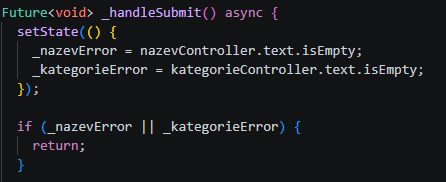 Future<void> _handleSubmit() async {
  setState(() {
    _nazevError = nazevController.text.isEmpty;
    _kategorieError = kategorieController.text.isEmpty;
  });

  if (_nazevError || _kategorieError) {
    return;
  }